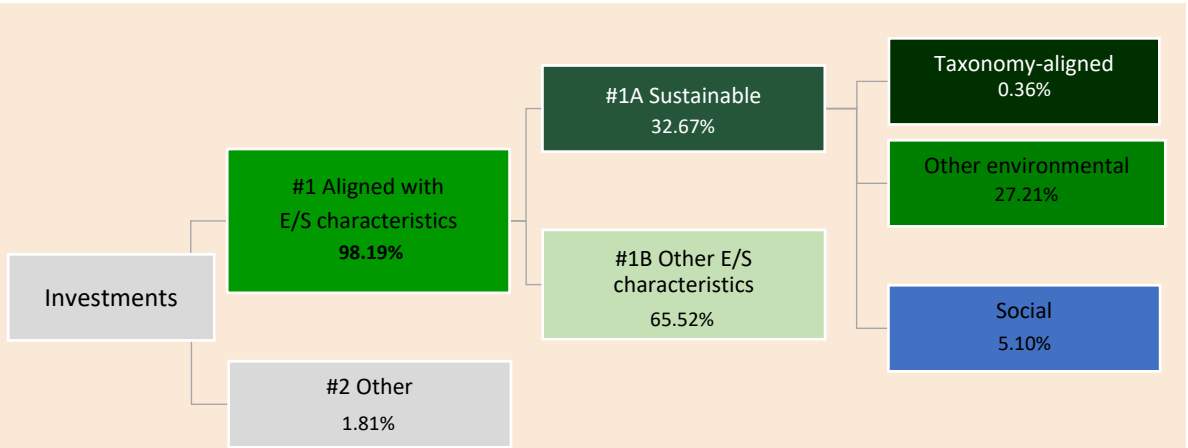 Investments
#1 Aligned with
E/S characteristics
98.19%
#2 Other
1.81%
#1A Sustainable
32.67%
#1B Other E/S
characteristics
65.52%
Taxonomy-aligned
0.36%
Other environmental
27.21%
Social
5.10%